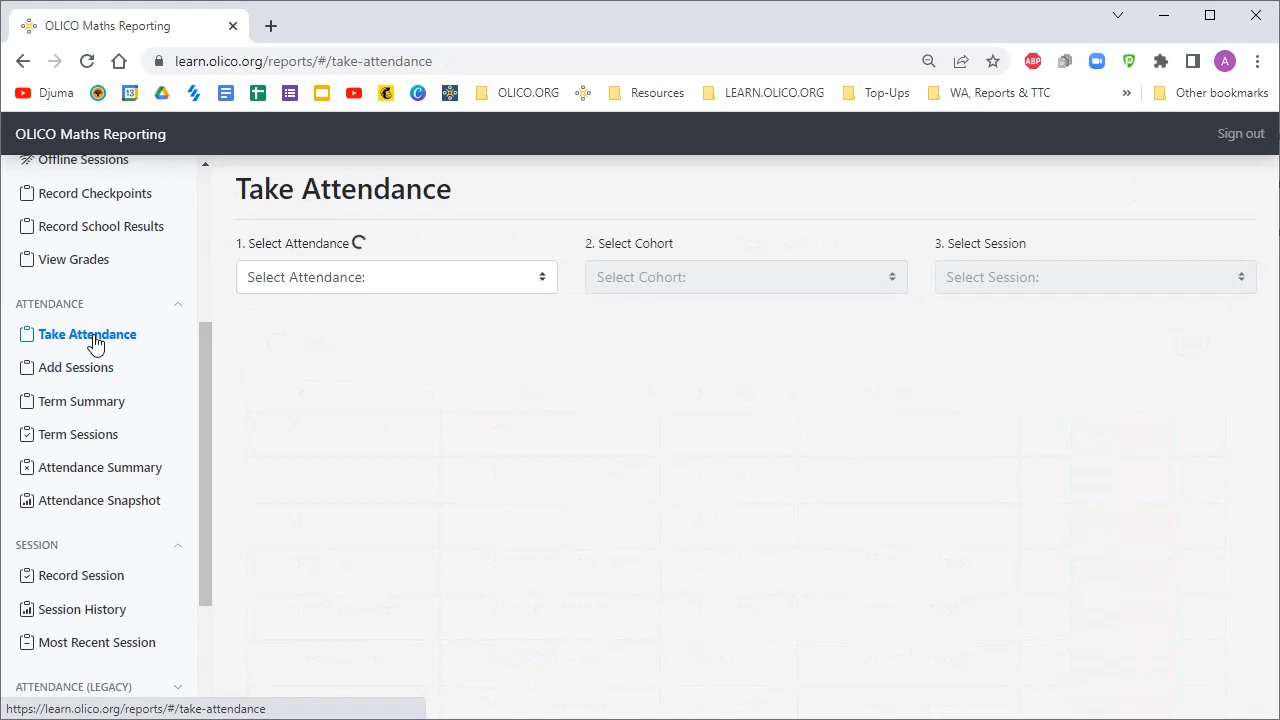 OLICO Maths Reporting
learn.olico.org/reports/#/take-attendance
ABP
A
Djuma
13
OLICO.ORG
Resources
LEARN.OLICO.ORG
Top-Ups
WA, Reports & TTC
»
Other bookmarks
OLICO Maths Reporting
Sign out
Offline Sessions
Record Checkpoints
Record School Results
View Grades
ATTENDANCE
Take Attendance
Add Sessions
Term Summary
Term Sessions
Attendance Summary
Attendance Snapshot
SESSION
Record Session
Session History
Most Recent Session
ATTENDANCE (LEGACY)
Take Attendance
1. Select Attendance
2. Select Cohort
3. Select Session
Select Attendance:
Select Cohort:
Select Session:
https://learn.olico.org/reports/#/take-attendance